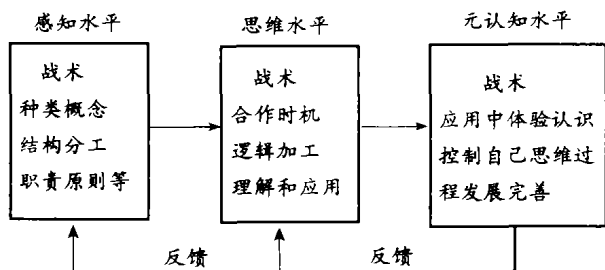 感知水平
思维水平
元认知水平
战术
种类概念
结构分工
职责原则等
战术
合作时机
逻辑加工
理解和应用
战术
应用中体验认识
控制自己思维过
程发展完善
反馈
反馈